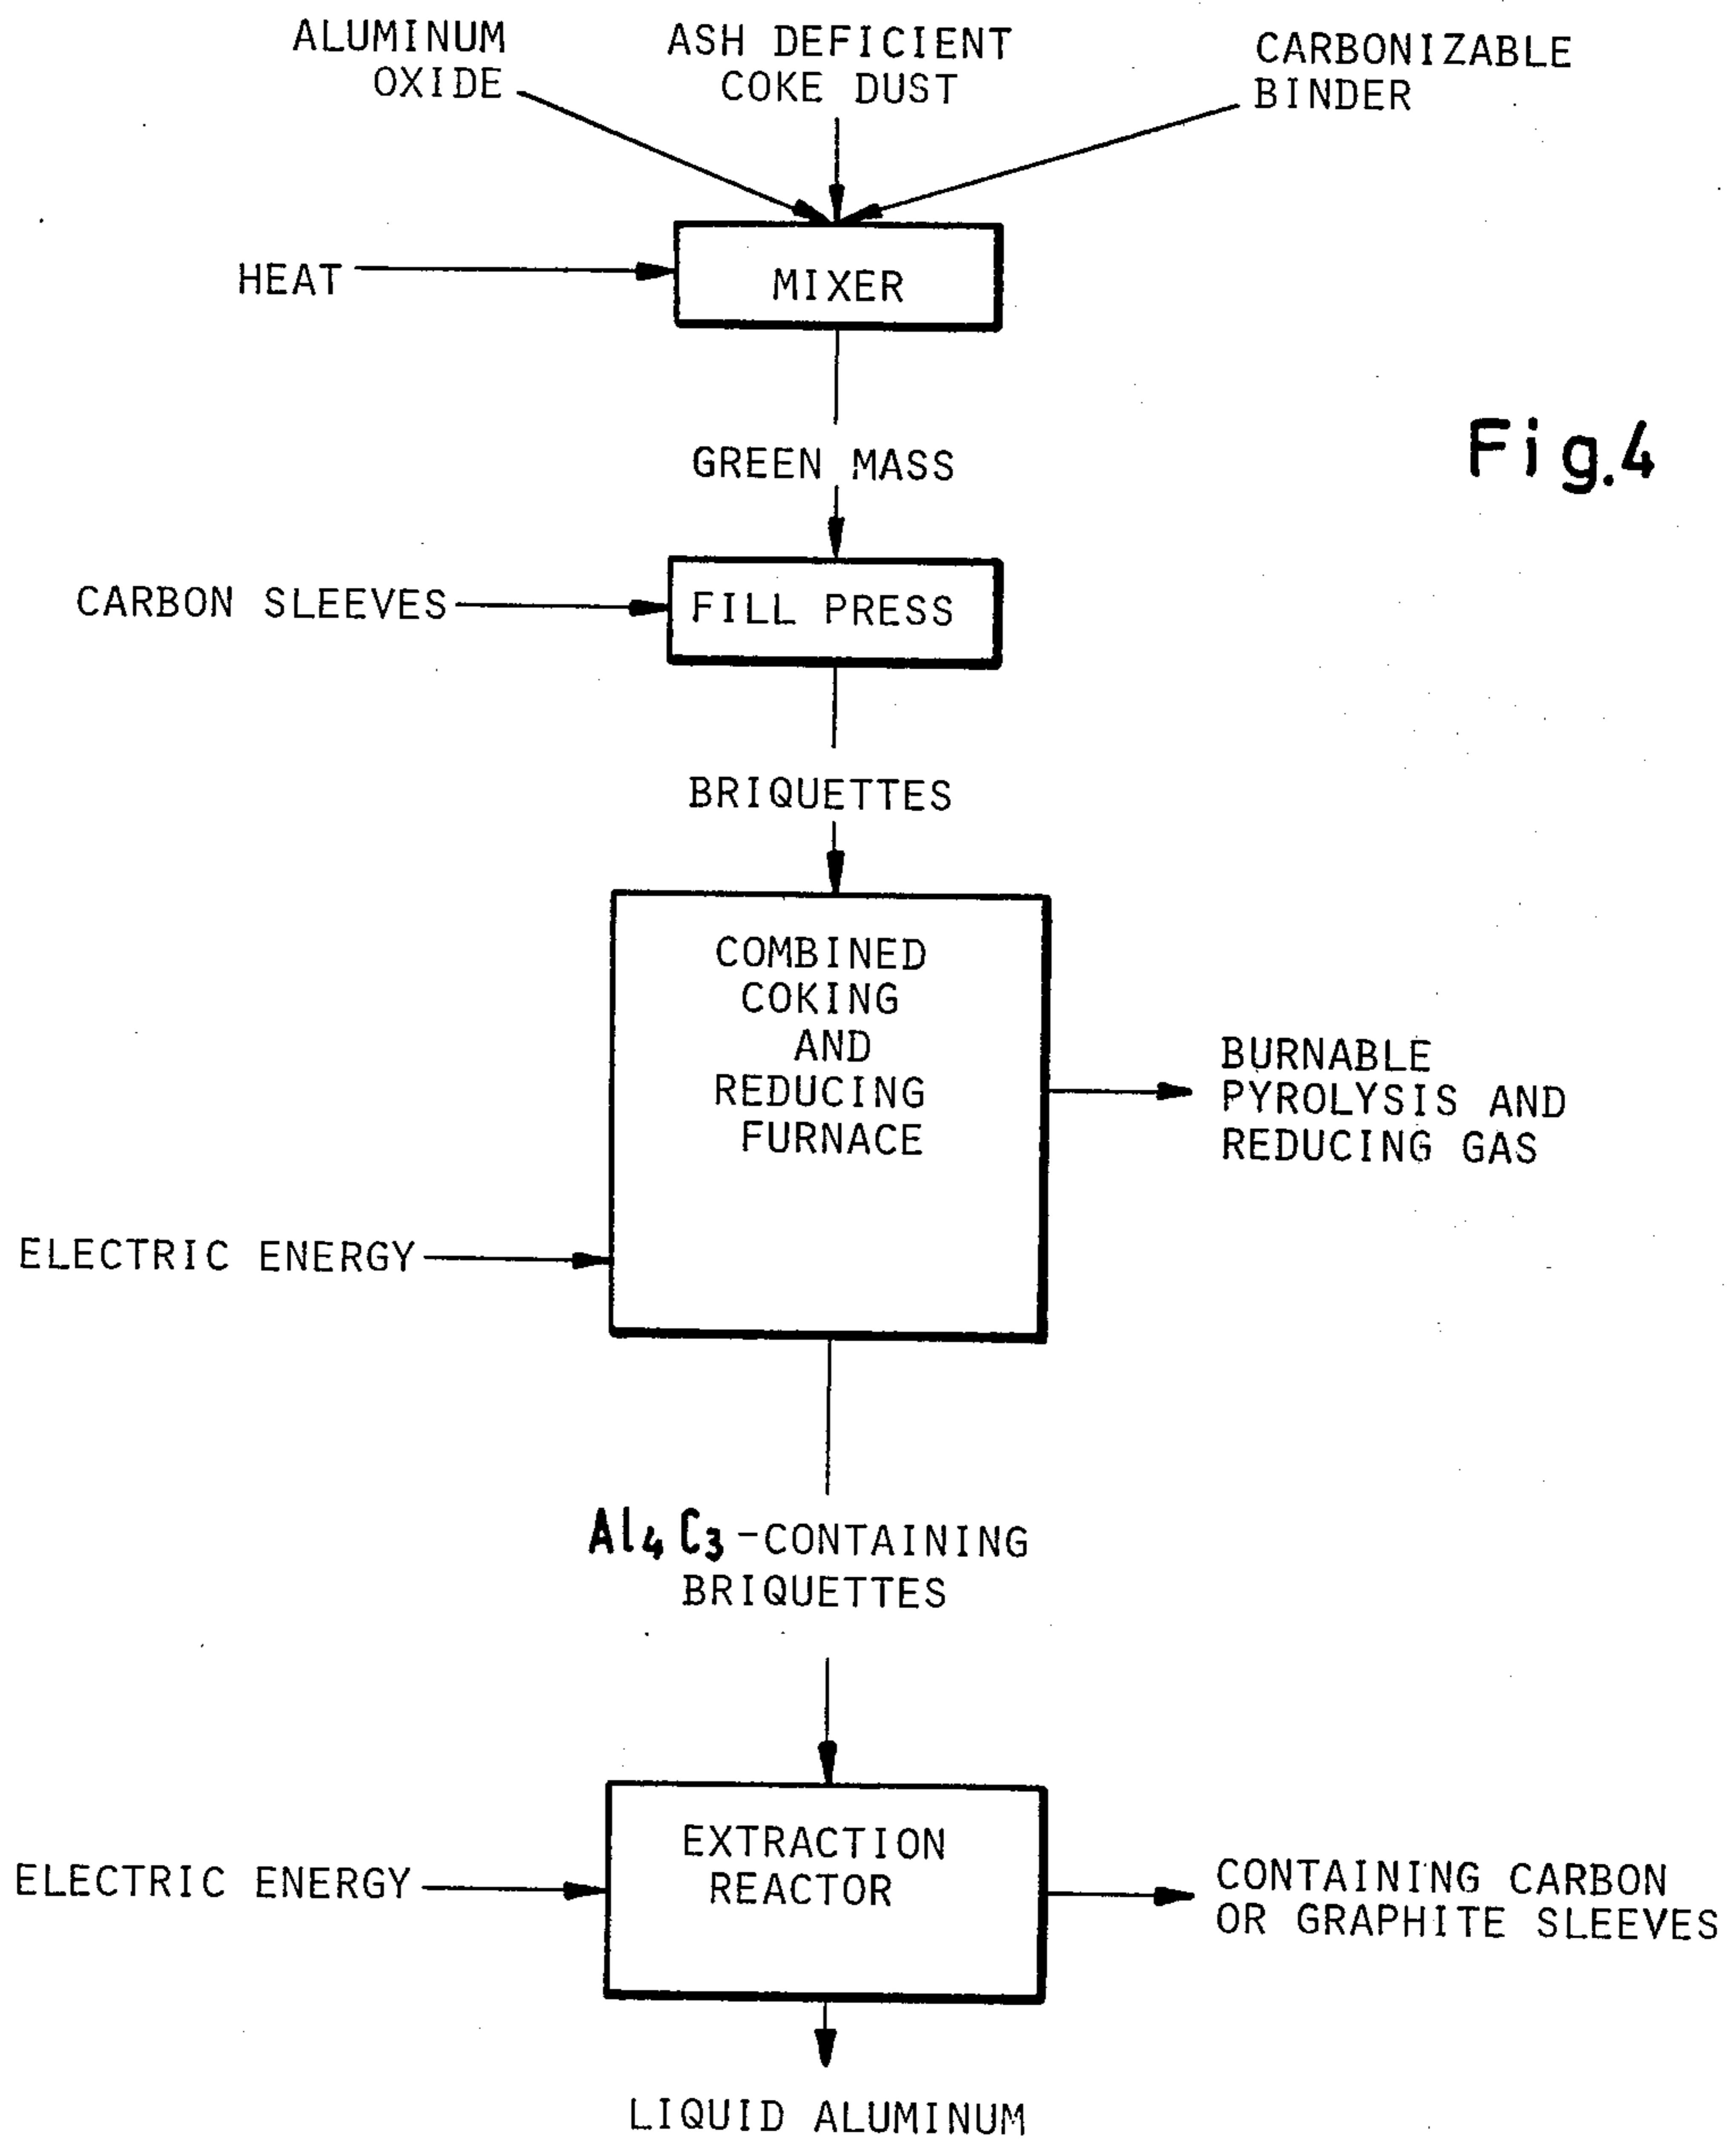 ALUMINUM
OXIDE
ASH DEFICIENT
COKE DUST
CARBONIZABLE
BINDER
HEAT
MIXER
GREEN MASS
Fig.4
CARBON SLEEVES
FILL PRESS
BRIQUETTES
COMBINED
COKING
AND
REDUCING
FURNACE
BURNABLE
PYROLYSIS AND
REDUCING GAS
ELECTRIC ENERGY
Al₄C₃-CONTAINING
BRIQUETTES
EXTRACTION
REACTOR
ELECTRIC ENERGY
CONTAINING CARBON
OR GRAPHITE SLEEVES
LIQUID ALUMINUM